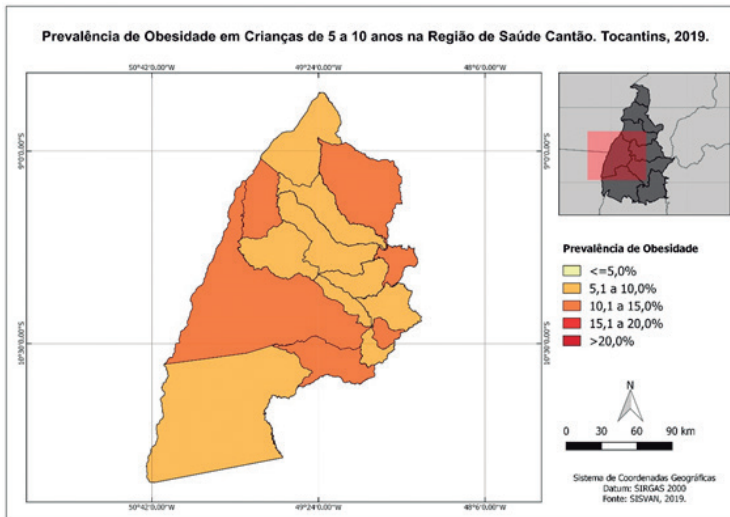 Prevalência de Obesidade em Crianças de 5 a 10 anos na Região de Saúde Cantão. Tocantins, 2019.
50°42'0.00"W 49°24'0.00"W 48°6'0.00"W
9°0'0.00"S 9°0'0.00"S
10°30'0.00"S 10°30'0.00"S
50°42'0.00"W 49°24'0.00"W 48°6'0.00"W
Prevalência de Obesidade
<=5,0%
5,1 a 10,0%
10,1 a 15,0%
15,1 a 20,0%
>20,0%
N
0 30 60 90 km
Sistema de Coordenadas Geográficas
Datum: SIRGAS 2000
Fonte: SISVAN, 2019.